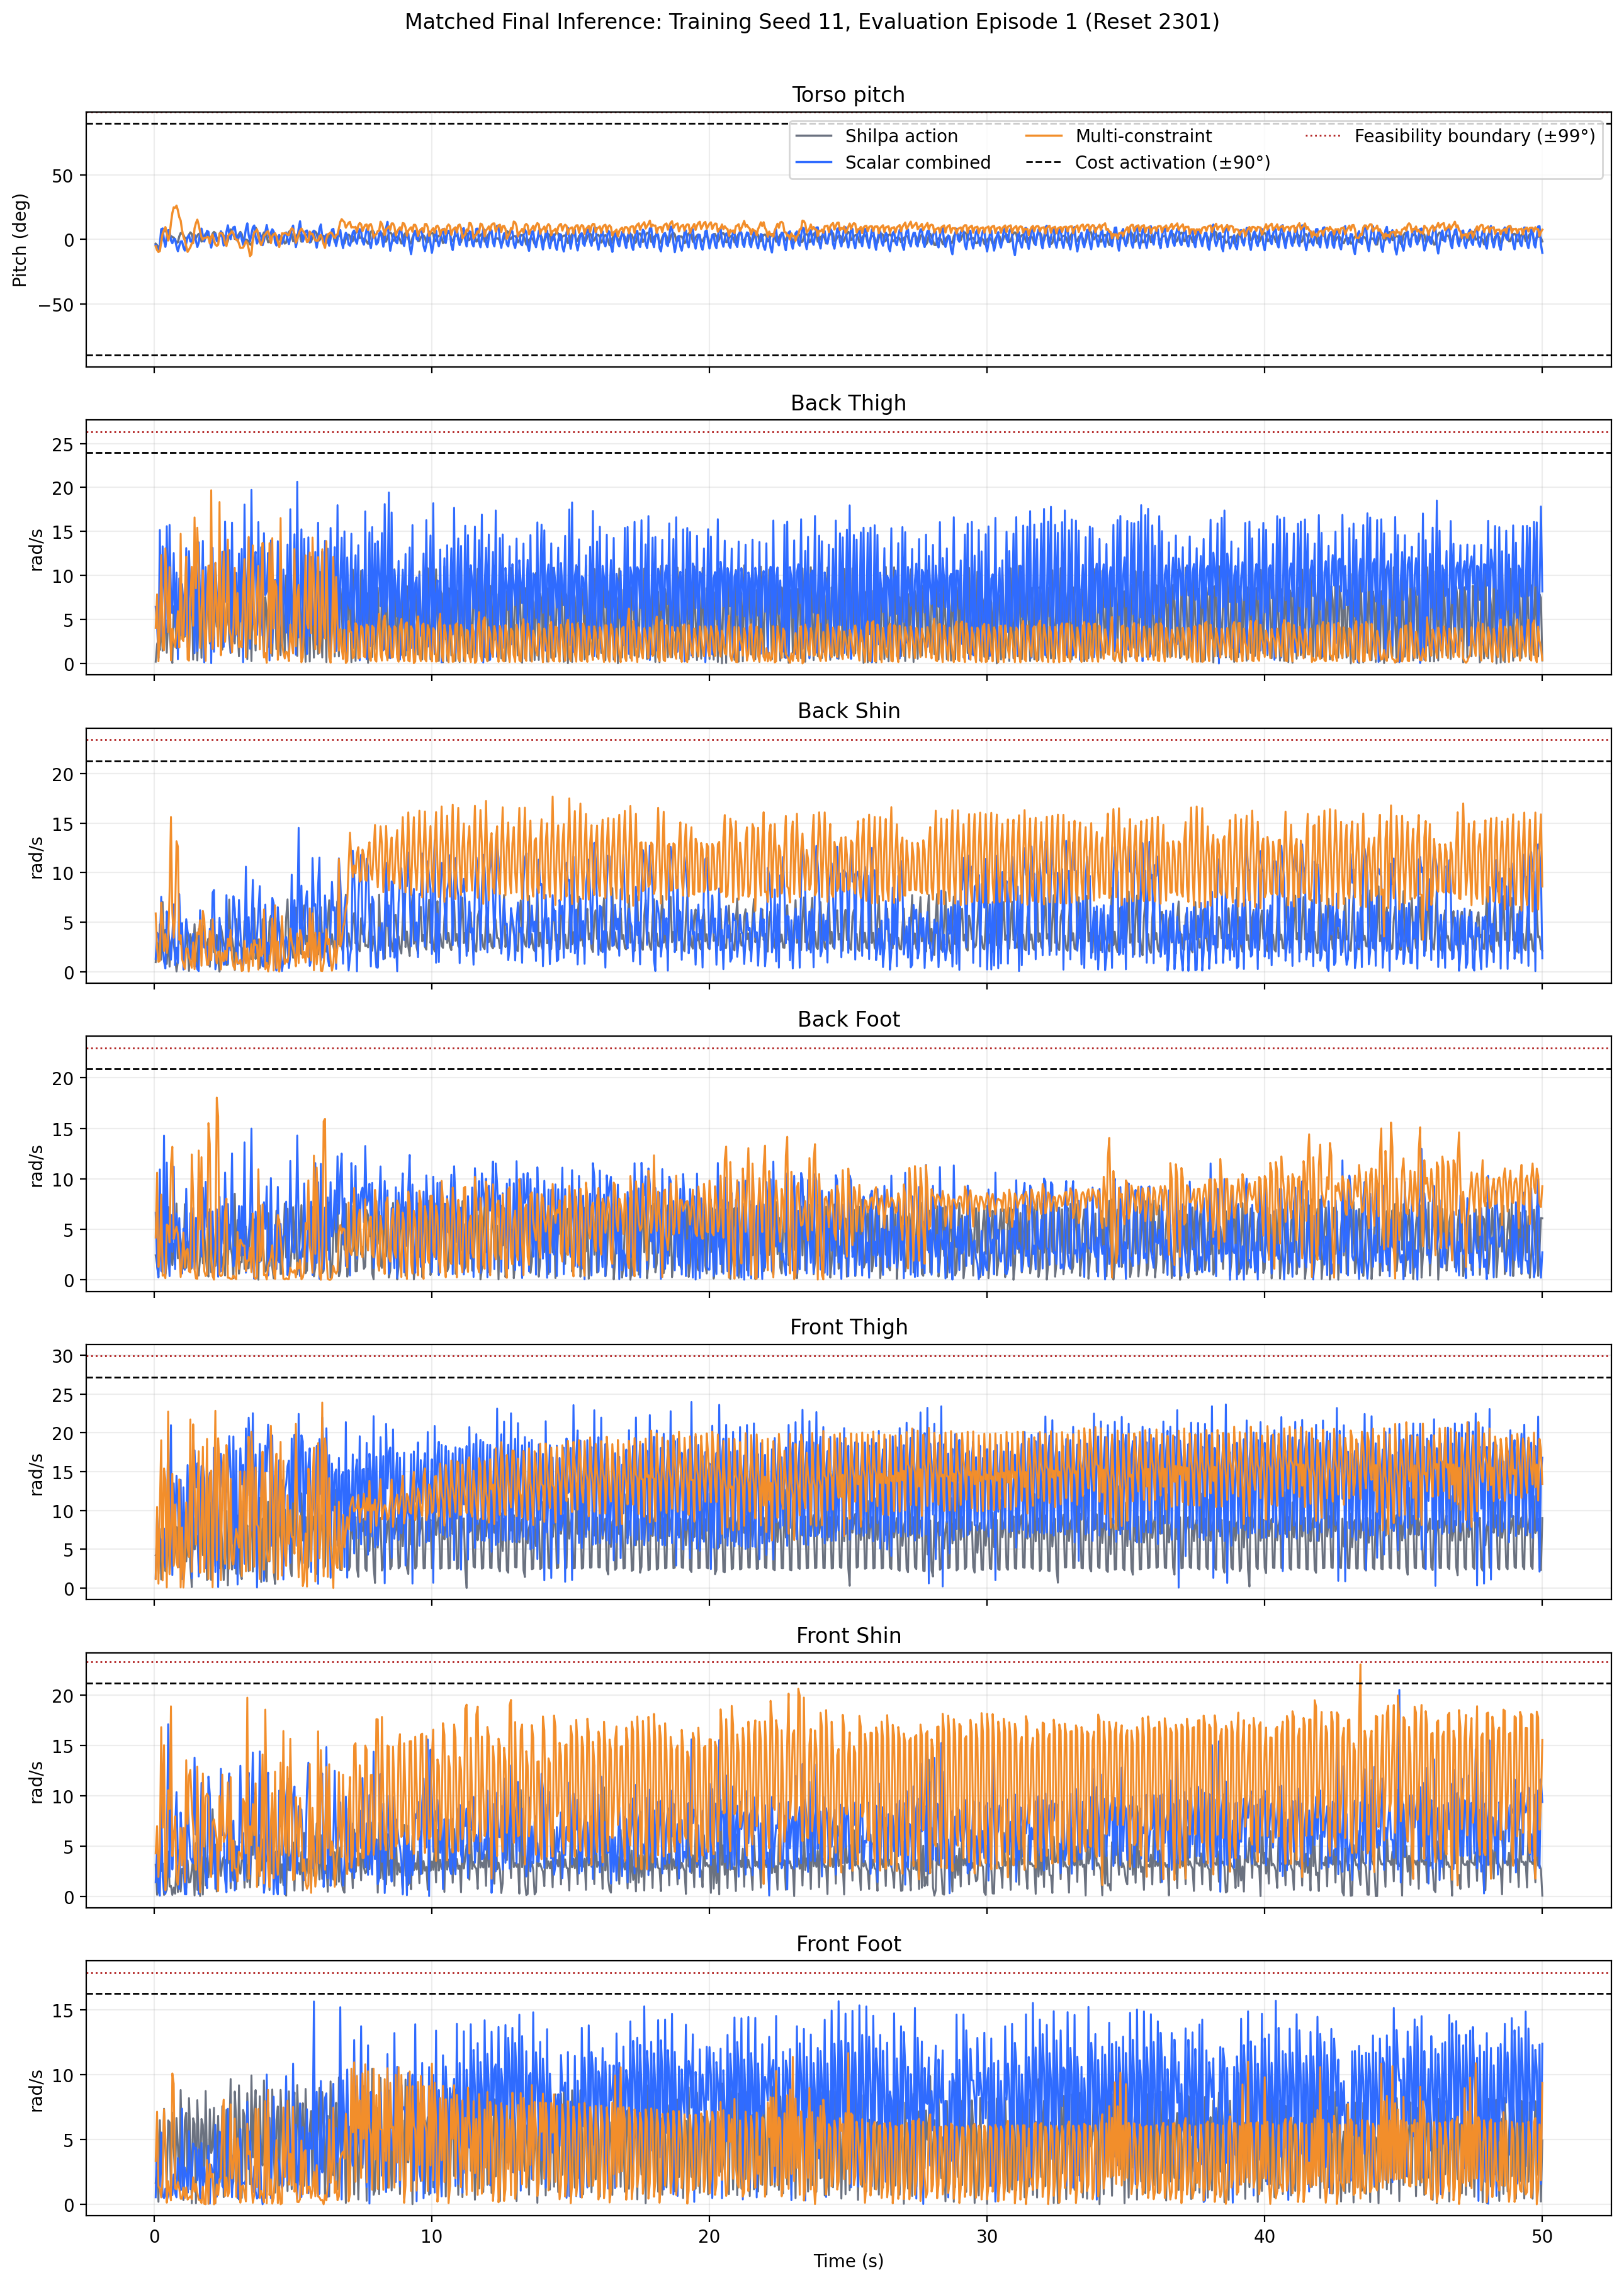 Matched Final Inference: Training Seed 11, Evaluation Episode 1 (Reset 2301)
Torso pitch
Shilpa action
Scalar combined
Multi-constraint
Cost activation (±90°)
Feasibility boundary (±99°)
Pitch (deg)
50
0
−50
Back Thigh
rad/s
25
20
15
10
5
0
Back Shin
rad/s
20
15
10
5
0
Back Foot
rad/s
20
15
10
5
0
Front Thigh
rad/s
30
25
20
15
10
5
0
Front Shin
rad/s
20
15
10
5
0
Front Foot
rad/s
15
10
5
0
0 10 20 30 40 50
Time (s)